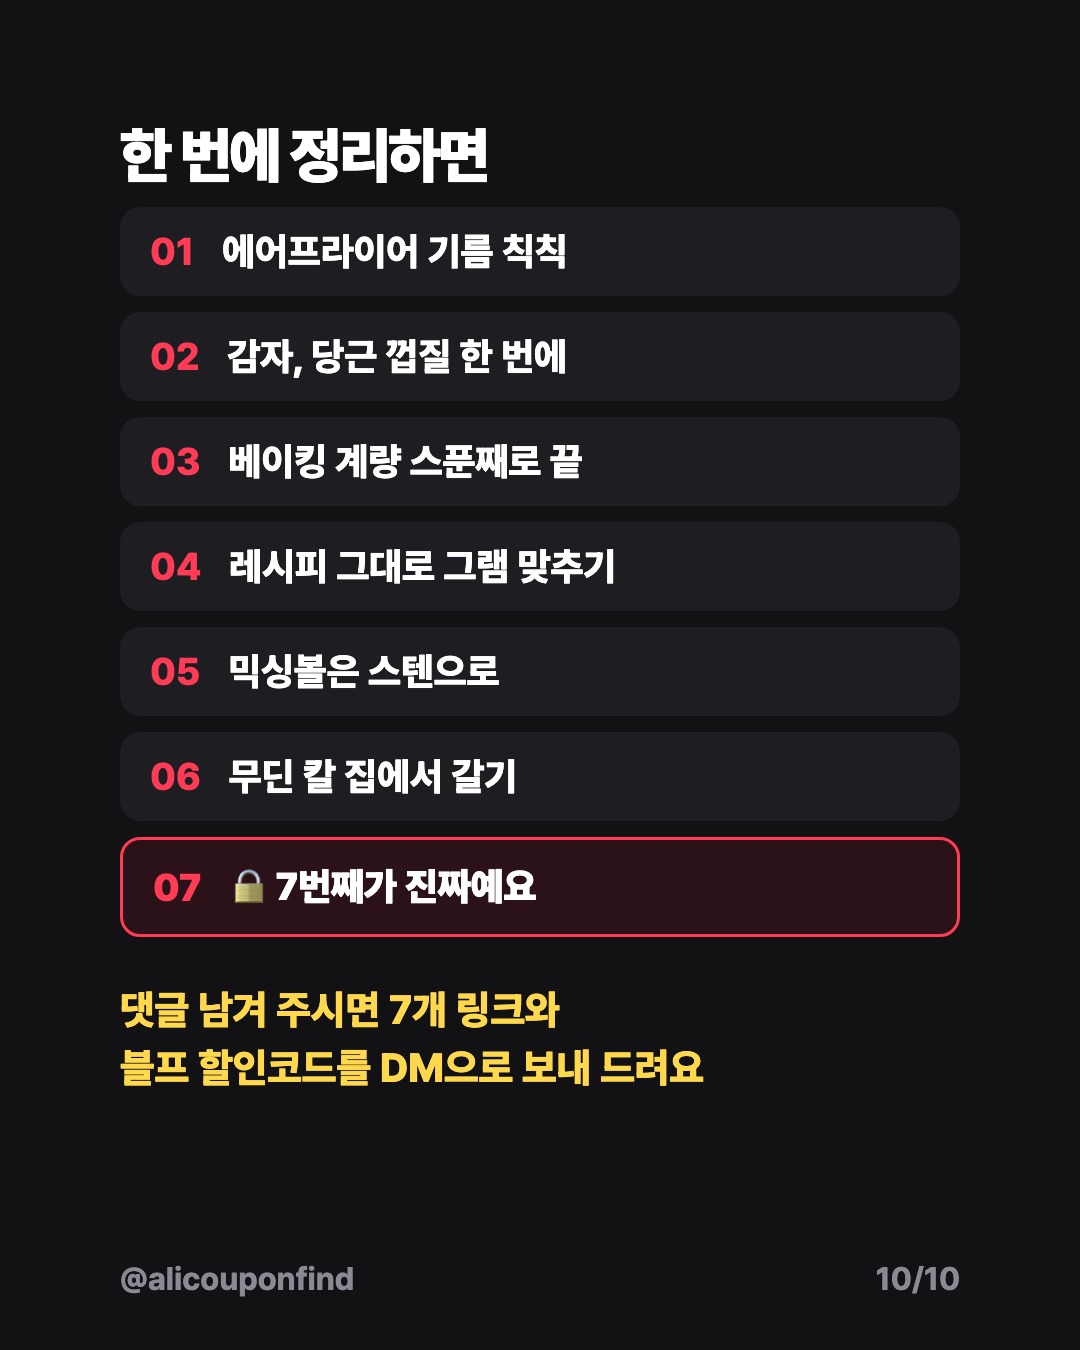 한 번에 정리하면
01 에어프라이어 기름 칙칙
02 감자, 당근 껍질 한 번에
03 베이킹 계량 스푼째로 끝
04 레시피 그대로 그램 맞추기
05 믹싱볼은 스텐으로
06 무딘 칼 집에서 갈기
07 🔒 7번째가 진짜예요
댓글 남겨 주시면 7개 링크와
블프 할인코드를 DM으로 보내 드려요
@alicouponfind
10/10